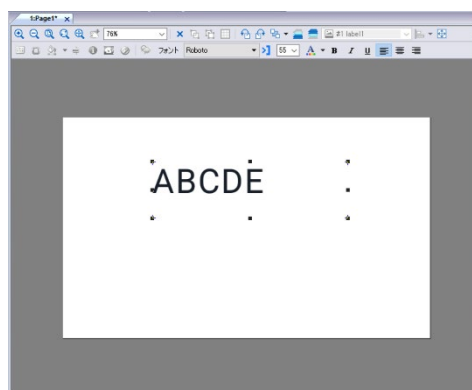 1:Page1*
76%
#1 label1
フォント Roboto 55 A B I U
ABCDE